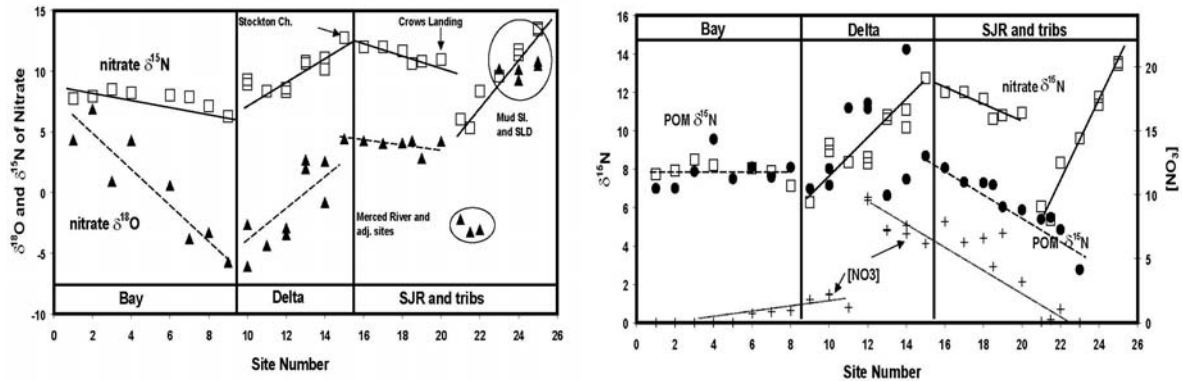 δ¹⁸O and δ¹⁵N of Nitrate
15
10
5
0
-5
-10
Stockton Ch.
Crows Landing
nitrate δ¹⁵N
nitrate δ¹⁸O
Mud Sl.
and SLD
Merced River and
adj. sites
Bay
Delta
SJR and tribs
0 2 4 6 8 10 12 14 16 18 20 22 24 26
Site Number
δ¹⁵N
16
14
12
10
8
6
4
2
0
Bay
Delta
SJR and tribs
POM δ¹⁵N
nitrate δ¹⁵N
POM δ¹⁵N
[NO3]
20
15
10
5
0
[NO₃]
0 2 4 6 8 10 12 14 16 18 20 22 24 26
Site Number